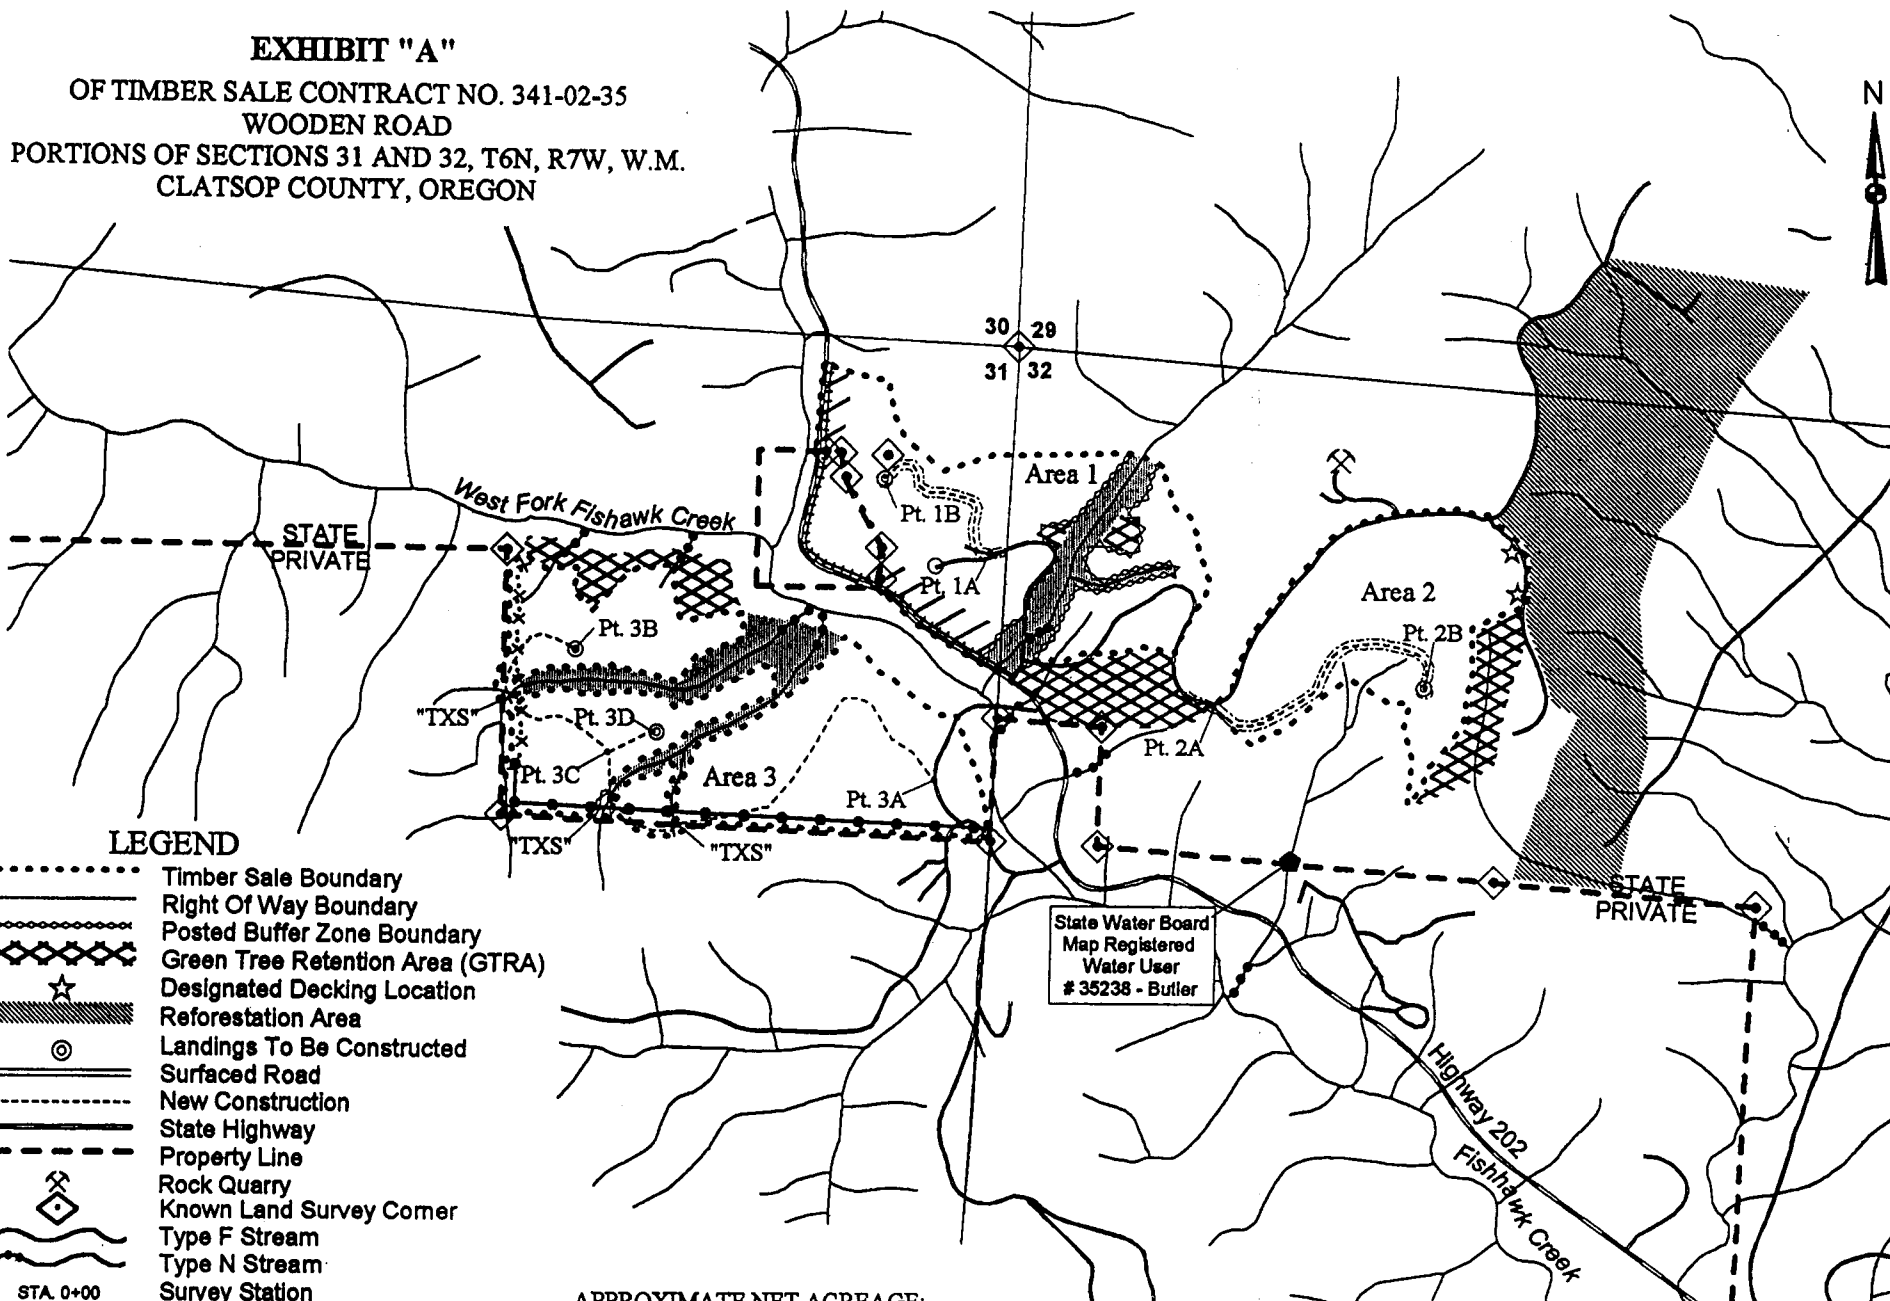 EXHIBIT "A"
OF TIMBER SALE CONTRACT NO. 341-02-35
WOODEN ROAD
PORTIONS OF SECTIONS 31 AND 32, T6N, R7W, W.M.
CLATSOP COUNTY, OREGON
N
30 29
31 32
Area 1
West Fork Fishawk Creek
Pt. 1B
STATE
PRIVATE
Pt. 1A
Area 2
Pt. 3B
Pt. 2B
"TXS"
Pt. 3D
Pt. 2A
Pt. 3C
Area 3
Pt. 3A
"TXS"
"TXS"
STATE
PRIVATE
State Water Board
Map Registered
Water User
# 35238 - Butler
Highway 202
Fishhawk Creek
LEGEND
Timber Sale Boundary
Right Of Way Boundary
Posted Buffer Zone Boundary
Green Tree Retention Area (GTRA)
Designated Decking Location
Reforestation Area
Landings To Be Constructed
Surfaced Road
New Construction
State Highway
Property Line
Rock Quarry
Known Land Survey Corner
Type F Stream
Type N Stream
STA. 0+00 Survey Station
APPROXIMATE NET ACREAGE: